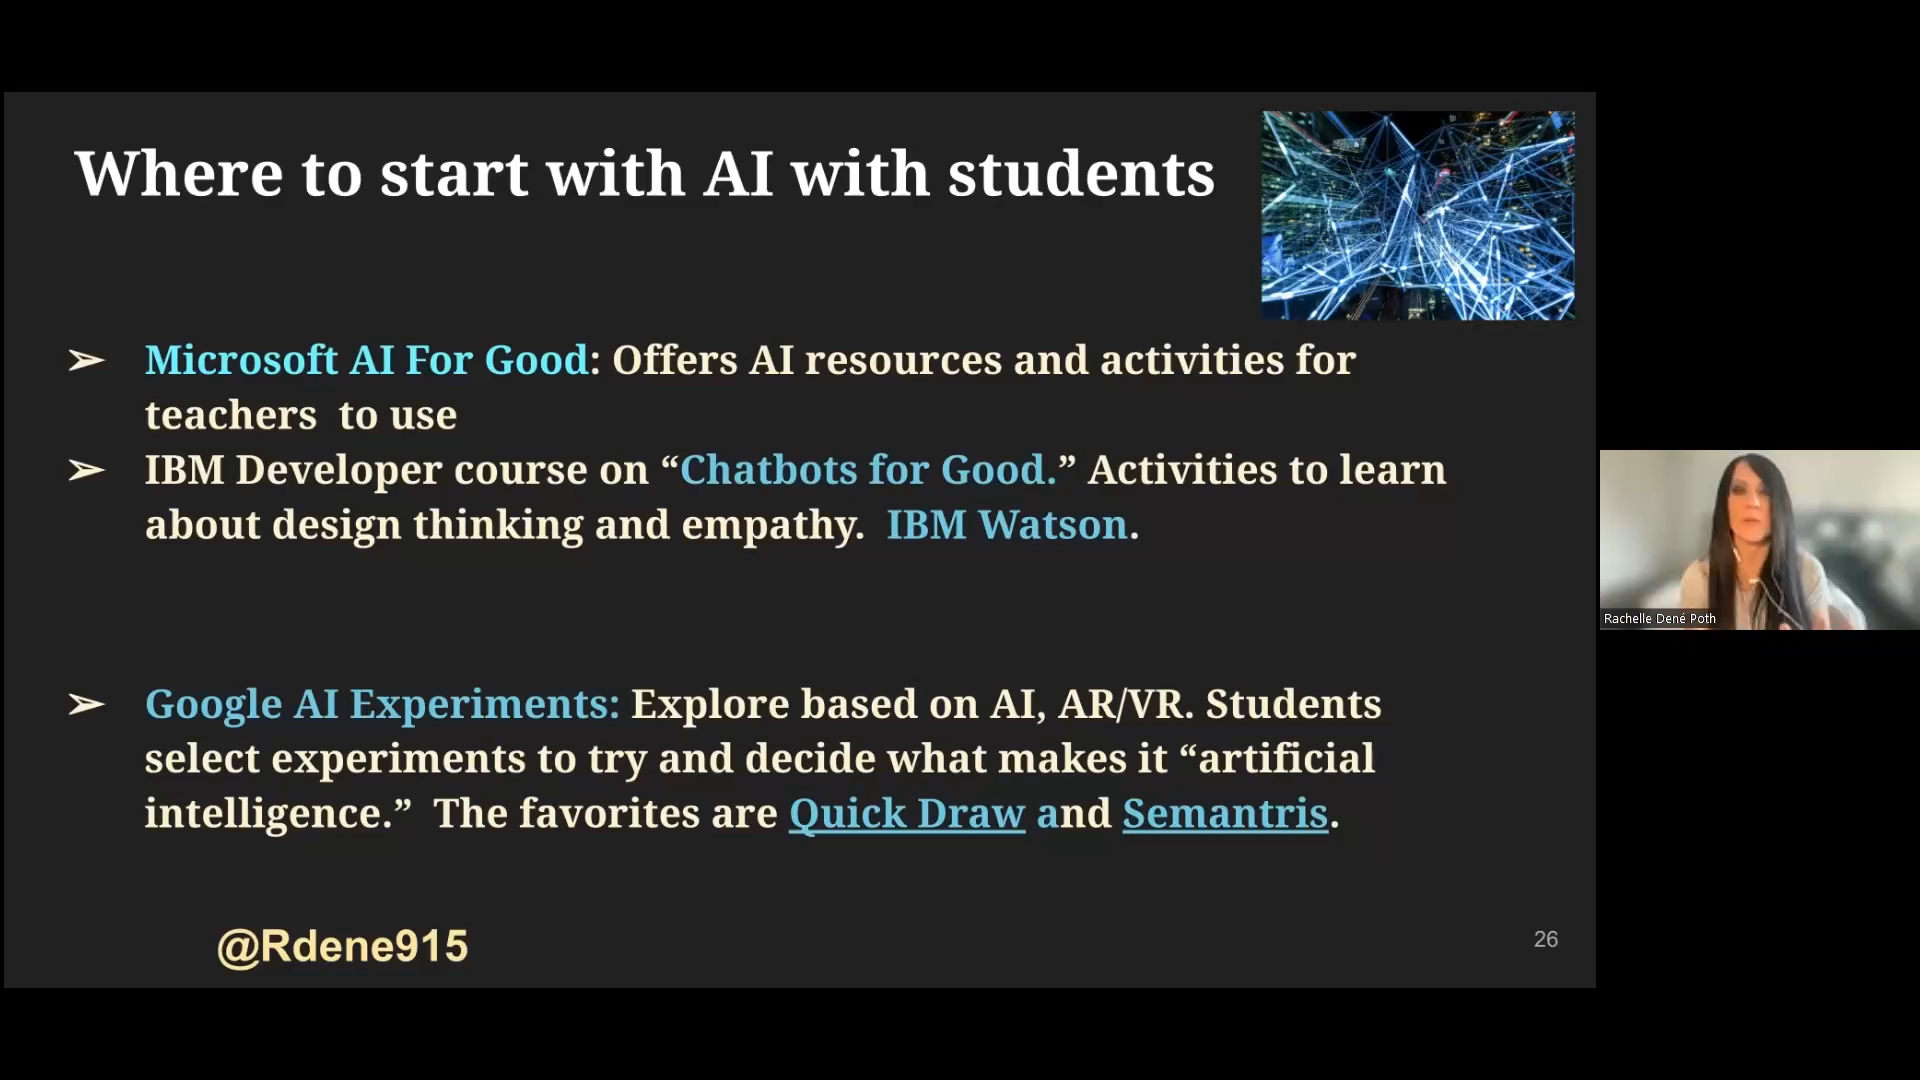 Where to start with AI with students
➢ Microsoft AI For Good: Offers AI resources and activities for
teachers  to use
➢ IBM Developer course on “Chatbots for Good.” Activities to learn
about design thinking and empathy.  IBM Watson.
➢ Google AI Experiments: Explore based on AI, AR/VR. Students
select experiments to try and decide what makes it “artificial
intelligence.”  The favorites are Quick Draw and Semantris.
@Rdene915
26
Rachelle Dené Poth